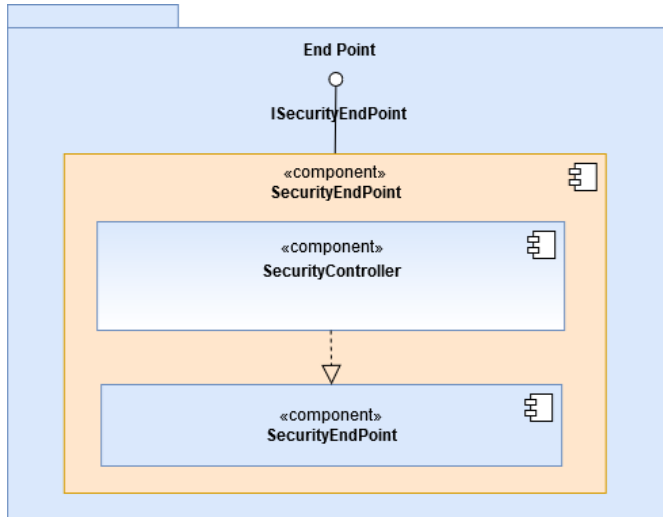 End Point
ISecurityEndPoint
«component»
SecurityEndPoint
«component»
SecurityController
«component»
SecurityEndPoint